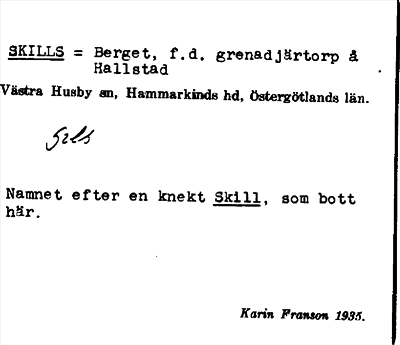 SKILLS = Berget, f.d. grenadjärtorp å
Hallstad
Västra Husby sn, Hammarkinds hd, Östergötlands län.
Namnet efter en knekt Skill, som bott
här.
Karin Franson 1935.